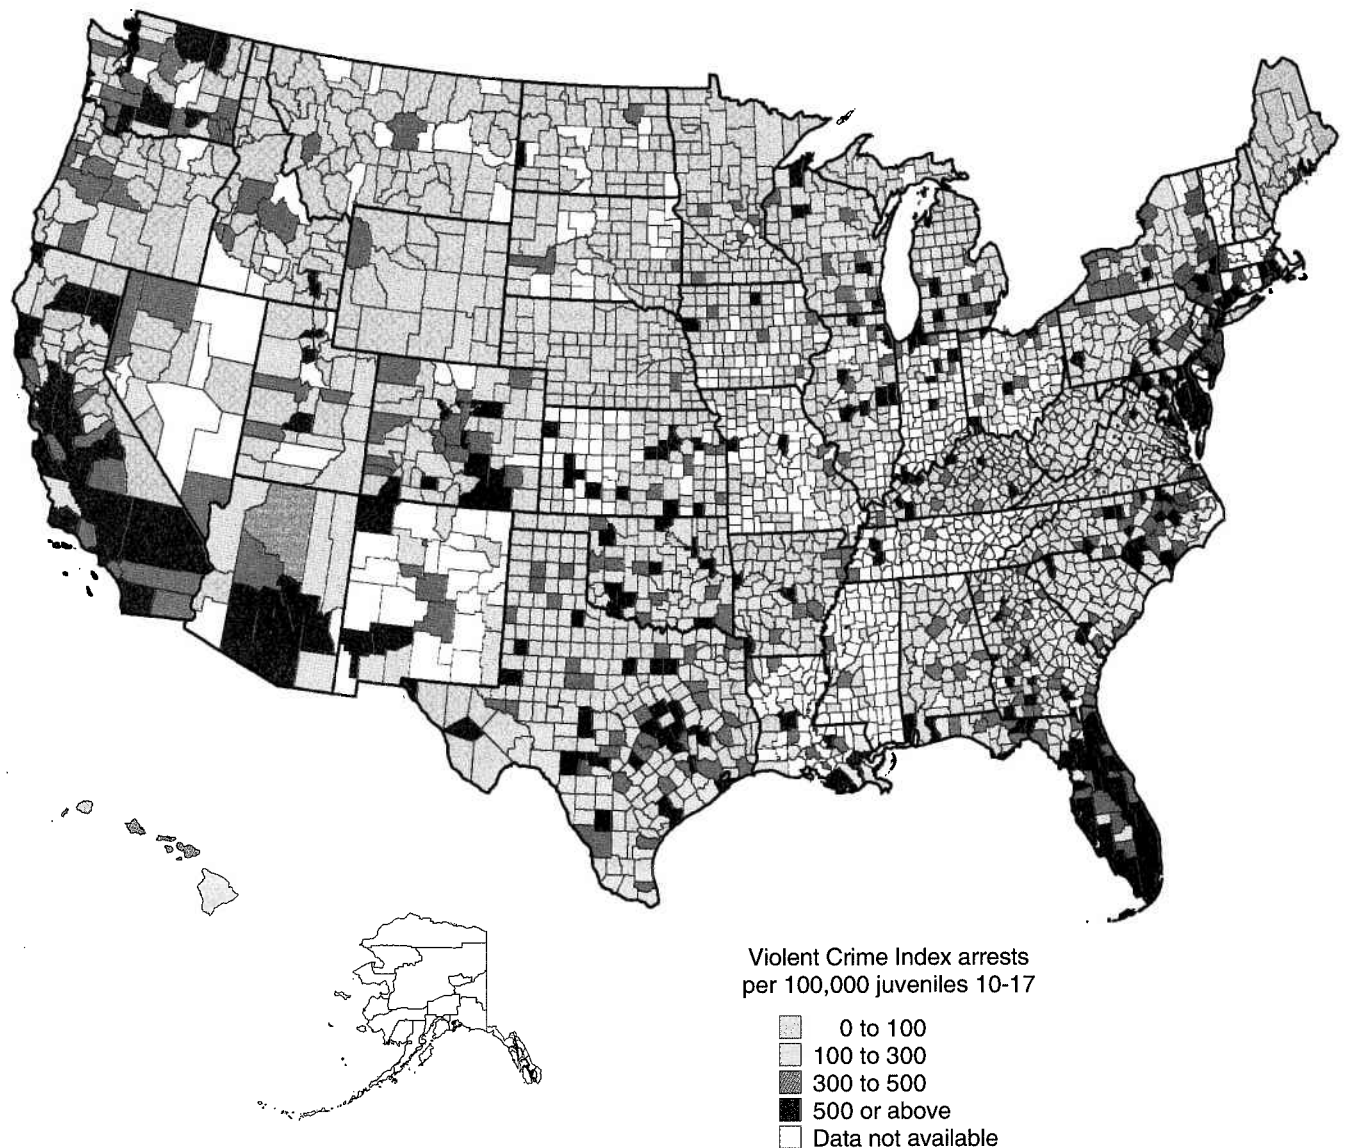 Violent Crime Index arrests
per 100,000 juveniles 10-17
0 to 100
100 to 300
300 to 500
500 or above
Data not available